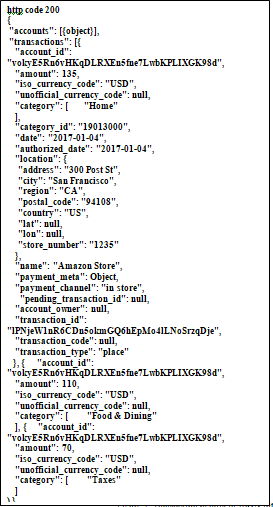 http code 200
{
"accounts": [{object}],
"transactions": [{
"account_id":
"vokyE5Rn6vHKqDLRXEn5fne7LwbKPLIXGK98d",
"amount": 135,
"iso_currency_code": "USD",
"unofficial_currency_code": null,
"category": [ "Home"
],
"category_id": "19013000",
"date": "2017-01-04",
"authorized_date": "2017-01-04",
"location": {
"address": "300 Post St",
"city": "San Francisco",
"region": "CA",
"postal_code": "94108",
"country": "US",
"lat": null,
"lon": null,
"store_number": "1235"
},
"name": "Amazon Store",
"payment_meta": Object,
"payment_channel": "in store",
"pending_transaction_id": null,
"account_owner": null,
"transaction_id":
"lPNjeW1nR6CDn5okmGQ6hEpMo4lLNoSrzqDje",
"transaction_code": null,
"transaction_type": "place"
}, { "account_id":
"vokyE5Rn6vHKqDLRXEn5fne7LwbKPLIXGK98d",
"amount": 110,
"iso_currency_code": "USD",
"unofficial_currency_code": null,
"category": [ "Food & Dining"
], { "account_id":
"vokyE5Rn6vHKqDLRXEn5fne7LwbKPLIXGK98d",
"amount": 70,
"iso_currency_code": "USD",
"unofficial_currency_code": null,
"category": [ "Taxes"
]